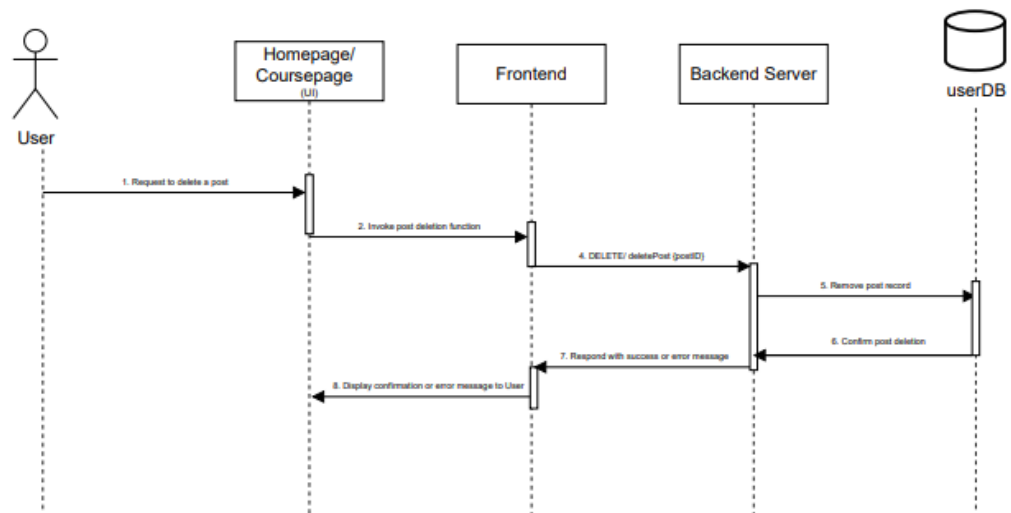 Homepage/
Coursepage
(UI)
Frontend
Backend Server
userDB
User
1. Request to delete a post
2. Invoke post deletion function
4. DELETE/ deletePost {postID}
5. Remove post record
6. Confirm post deletion
7. Respond with success or error message
8. Display confirmation or error message to User